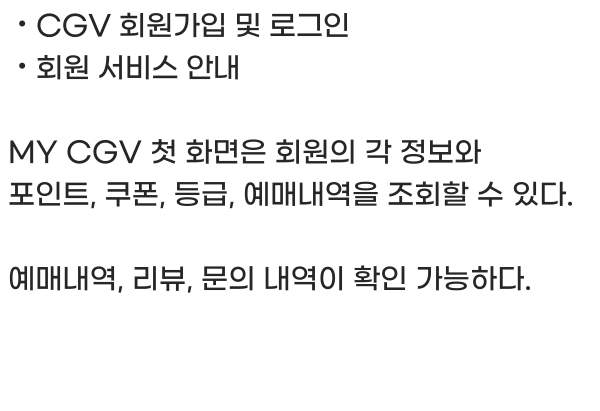 • CGV 회원가입 및 로그인
• 회원 서비스 안내
MY CGV 첫 화면은 회원의 각 정보와
포인트, 쿠폰, 등급, 예매내역을 조회할 수 있다.
예매내역, 리뷰, 문의 내역이 확인 가능하다.